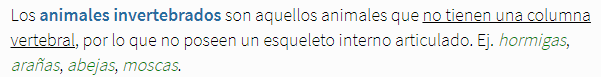 Los animales invertebrados son aquellos animales que no tienen una columna
vertebral, por lo que no poseen un esqueleto interno articulado. Ej. hormigas,
arañas, abejas, moscas.